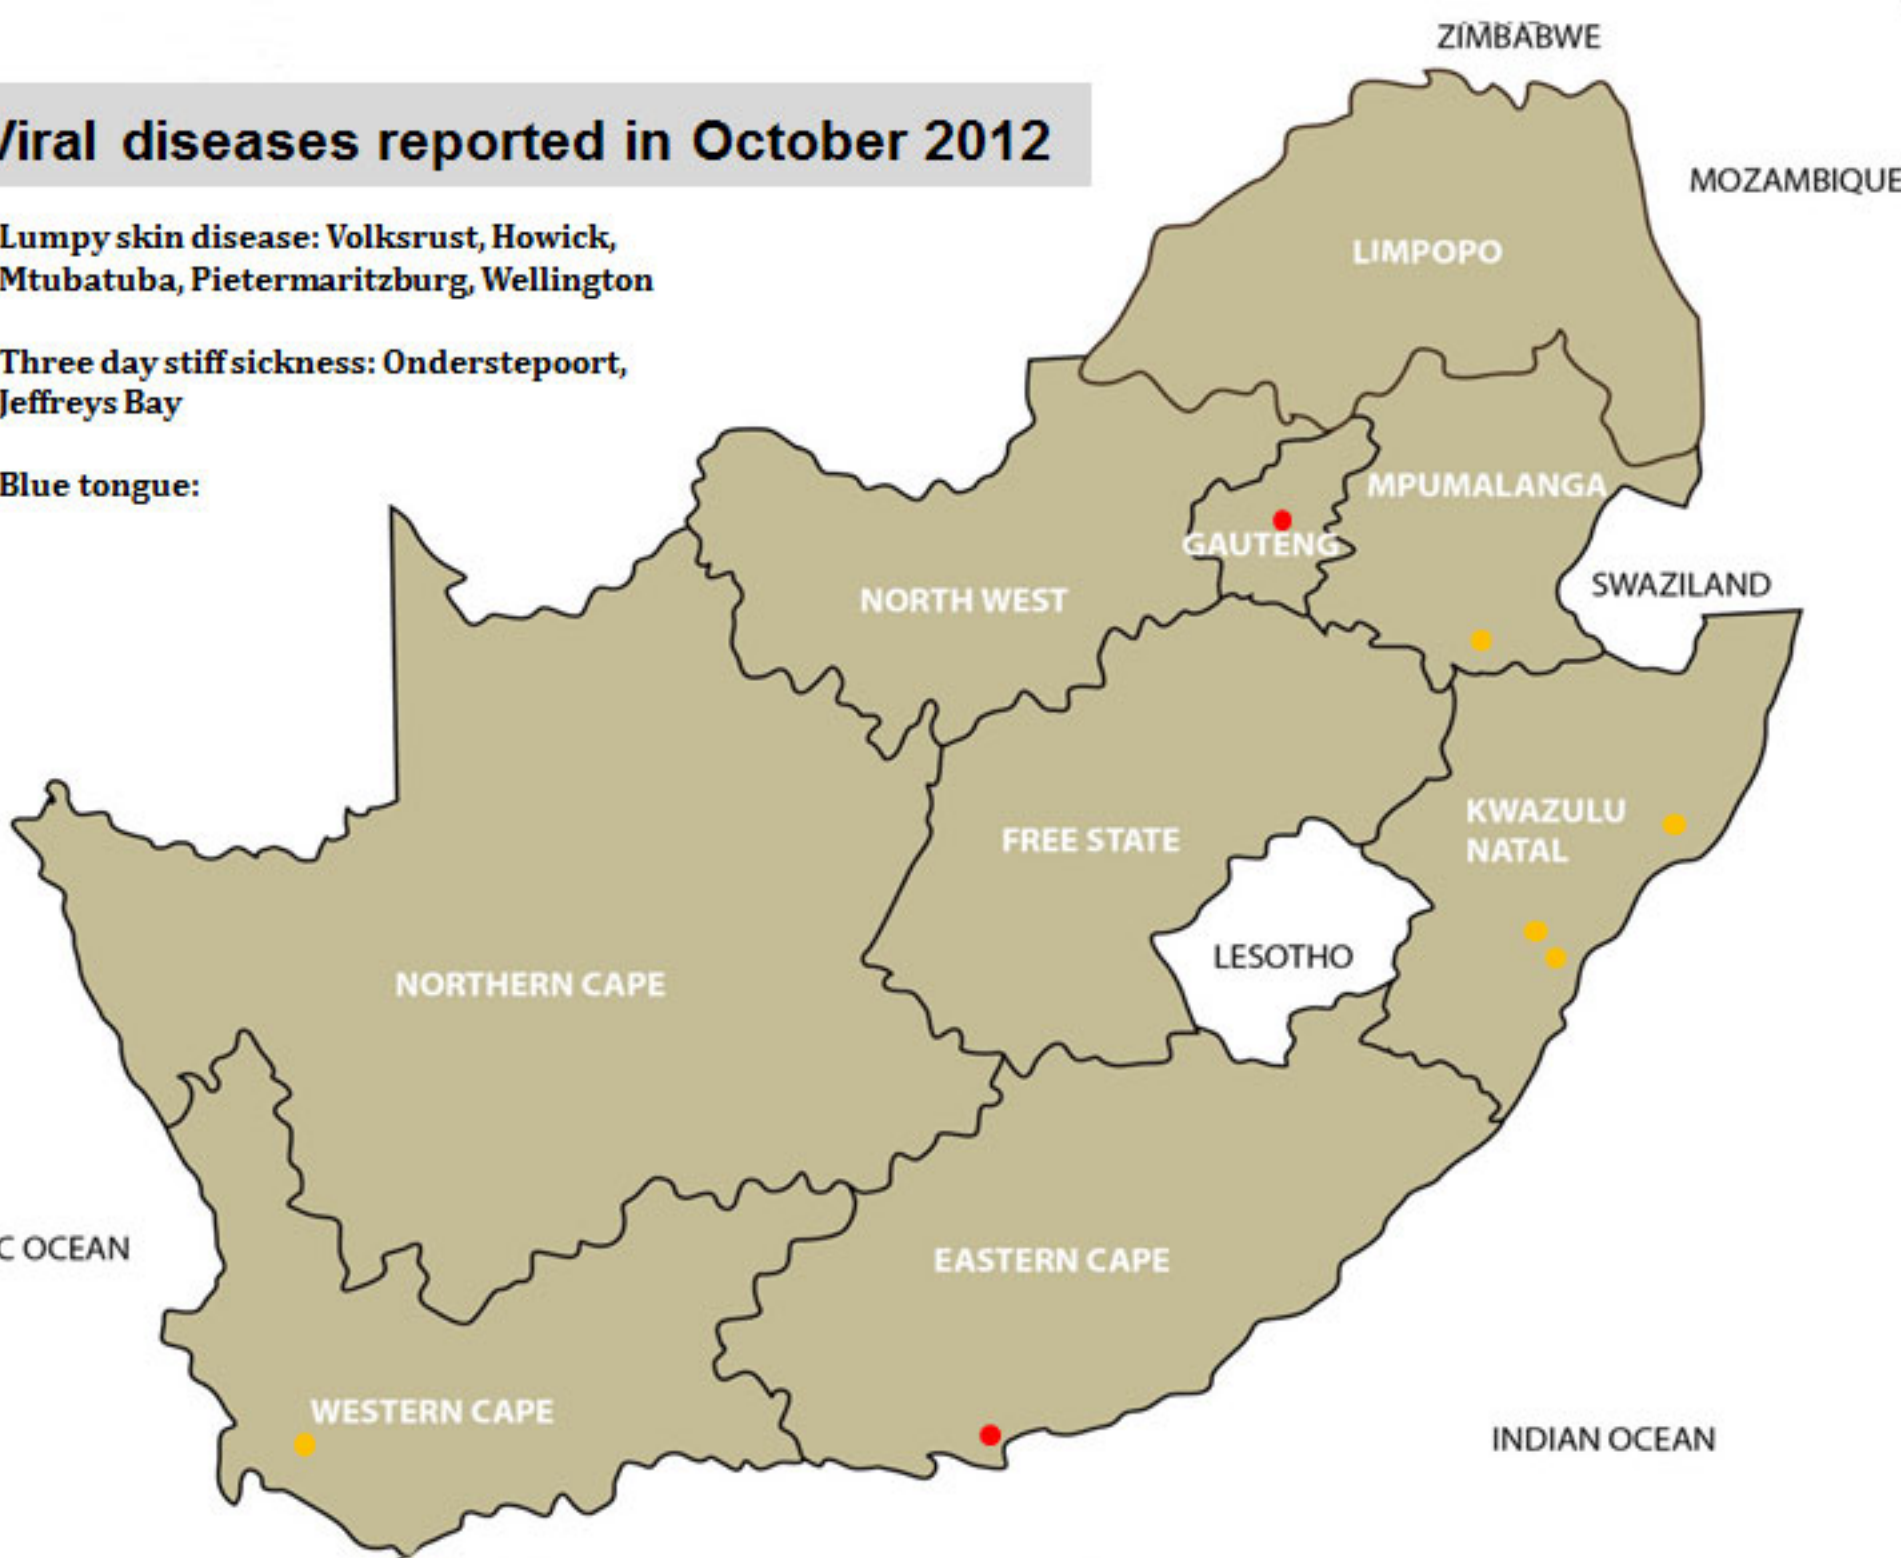 ZIMBABWE
Viral diseases reported in October 2012
MOZAMBIQUE
Lumpy skin disease: Volksrust, Howick,
Mtubatuba, Pietermaritzburg, Wellington
LIMPOPO
Three day stiff sickness: Onderstepoort,
Jeffreys Bay
Blue tongue:
MPUMALANGA
GAUTENG
SWAZILAND
NORTH WEST
KWAZULU
NATAL
FREE STATE
LESOTHO
NORTHERN CAPE
C OCEAN
EASTERN CAPE
WESTERN CAPE
INDIAN OCEAN